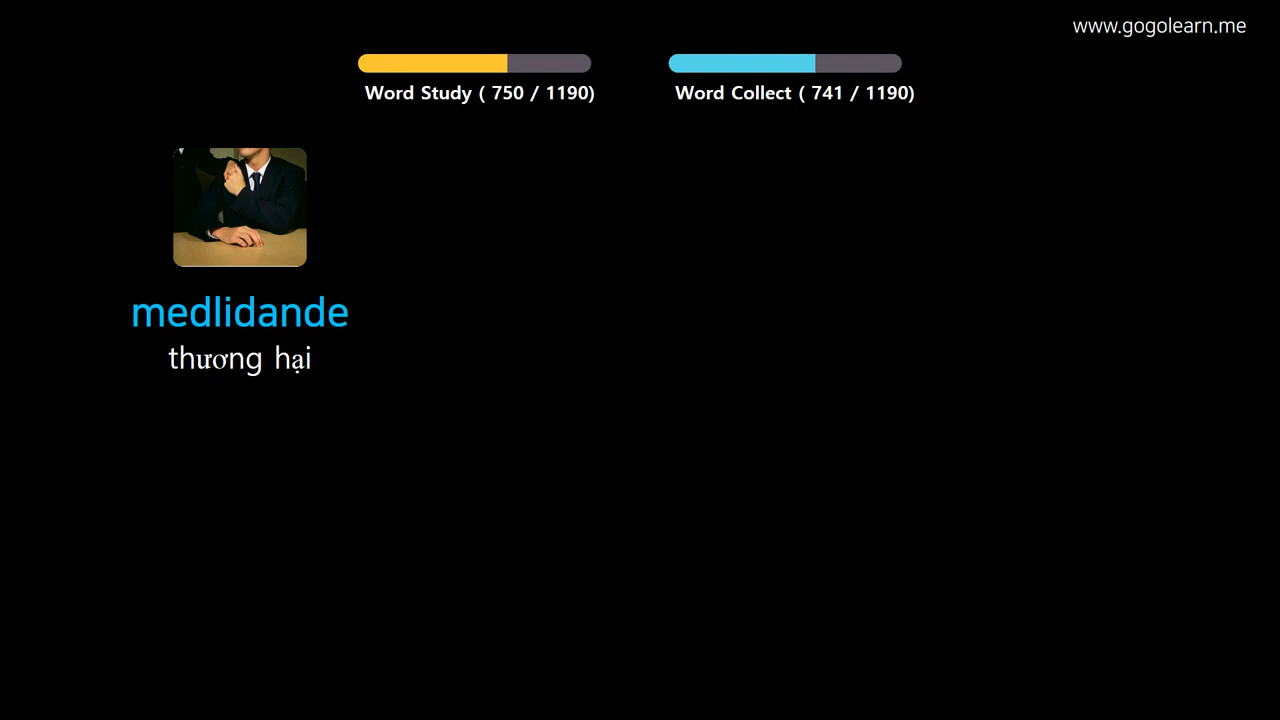 www.gogolearn.me
Word Study ( 750 / 1190)
Word Collect ( 741 / 1190)
medlidande
thương hại